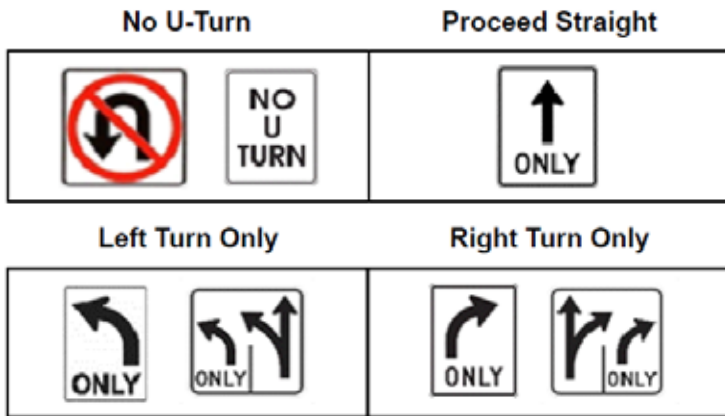 No U-Turn
Proceed Straight
NO
U
TURN
ONLY
Left Turn Only
Right Turn Only
ONLY
ONLY
ONLY
ONLY